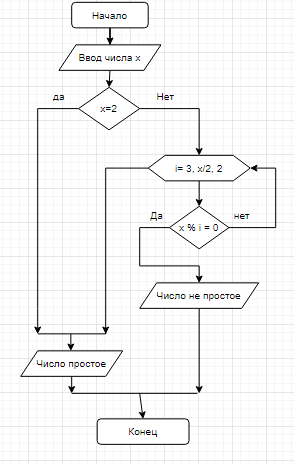 Начало
Ввод числа x
да
Нет
x=2
i= 3, x/2, 2
Да
нет
x % i = 0
Число не простое
Число простое
Конец